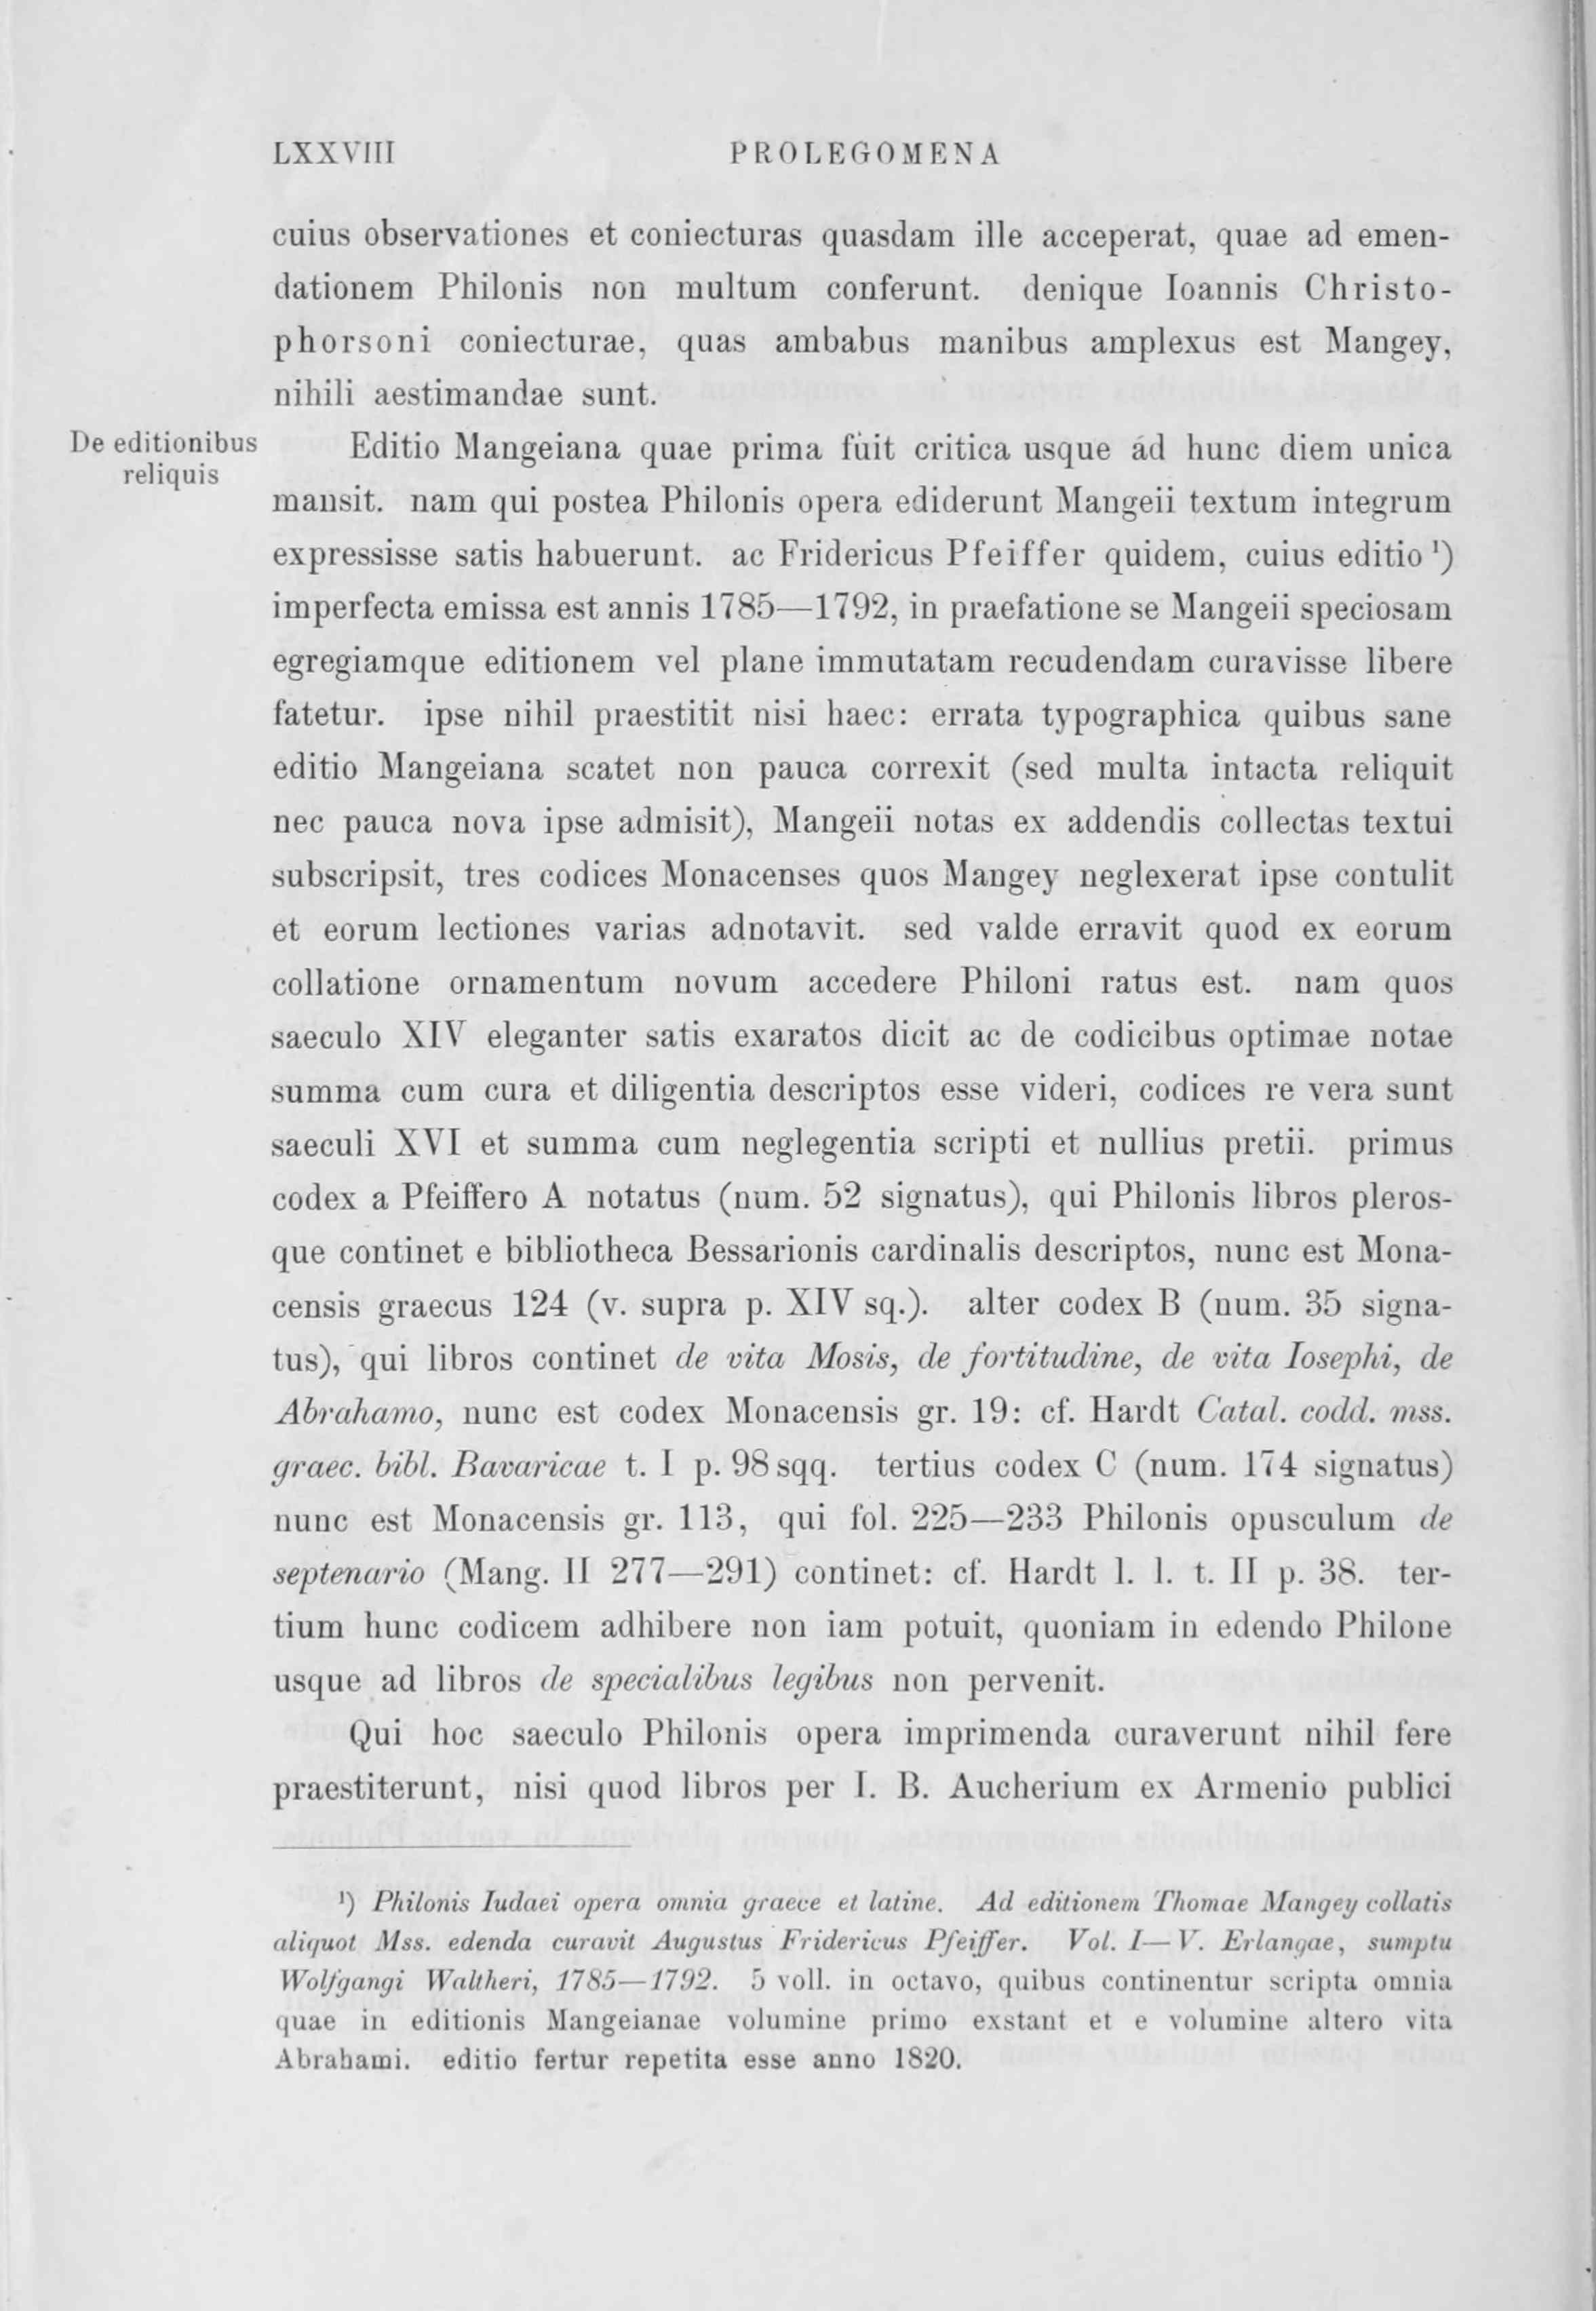 LXXVIII PROLEGOMENA
cuius observationes et coniecturas quasdam ille acceperat, quae ad emen-
dationem Philonis non multum conferunt. denique Ioannis Christo-
phorsoni coniecturae, quas ambabus manibus amplexus est Mangey,
nihili aestimandae sunt.
De editionibus
reliquis
Editio Mangeiana quae prima fuit critica usque ad hunc diem unica
mansit. nam qui postea Philonis opera ediderunt Mangeii textum integrum
expressisse satis habuerunt. ac Fridericus Pfeiffer quidem, cuius editio ¹)
imperfecta emissa est annis 1785—1792, in praefatione se Mangeii speciosam
egregiamque editionem vel plane immutatam recudendam curavisse libere
fatetur. ipse nihil praestitit nisi haec: errata typographica quibus sane
editio Mangeiana scatet non pauca correxit (sed multa intacta reliquit
nec pauca nova ipse admisit), Mangeii notas ex addendis collectas textui
subscripsit, tres codices Monacenses quos Mangey neglexerat ipse contulit
et eorum lectiones varias adnotavit. sed valde erravit quod ex eorum
collatione ornamentum novum accedere Philoni ratus est. nam quos
saeculo XIV eleganter satis exaratos dicit ac de codicibus optimae notae
summa cum cura et diligentia descriptos esse videri, codices re vera sunt
saeculi XVI et summa cum neglegentia scripti et nullius pretii. primus
codex a Pfeiffero A notatus (num. 52 signatus), qui Philonis libros pleros-
que continet e bibliotheca Bessarionis cardinalis descriptos, nunc est Mona-
censis graecus 124 (v. supra p. XIV sq.). alter codex B (num. 35 signa-
tus), qui libros continet de vita Mosis, de fortitudine, de vita Iosephi, de
Abrahamo, nunc est codex Monacensis gr. 19: cf. Hardt Catal. codd. mss.
graec. bibl. Bavaricae t. I p. 98 sqq. tertius codex C (num. 174 signatus)
nunc est Monacensis gr. 113, qui fol. 225—233 Philonis opusculum de
septenario (Mang. II 277—291) continet: cf. Hardt l. l. t. II p. 38. ter-
tium hunc codicem adhibere non iam potuit, quoniam in edendo Philone
usque ad libros de specialibus legibus non pervenit.
Qui hoc saeculo Philonis opera imprimenda curaverunt nihil fere
praestiterunt, nisi quod libros per I. B. Aucherium ex Armenio publici
¹) Philonis Iudaei opera omnia graece et latine. Ad editionem Thomae Mangey collatis
aliquot Mss. edenda curavit Augustus Fridericus Pfeiffer. Vol. I—V. Erlangae, sumptu
Wolfgangi Waltheri, 1785—1792. 5 voll. in octavo, quibus continentur scripta omnia
quae in editionis Mangeianae volumine primo exstant et e volumine altero vita
Abrahami. editio fertur repetita esse anno 1820.